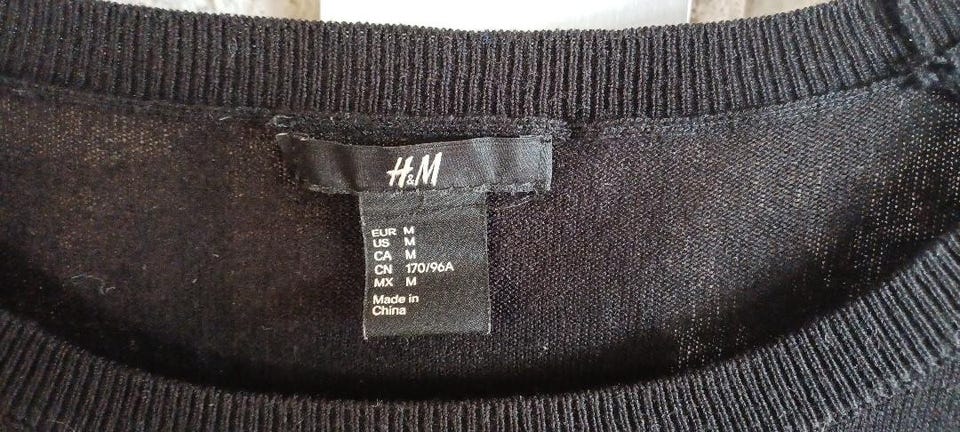 H&M
EUR M
US M
CA M
CN 170/96A
MX M
Made in
China